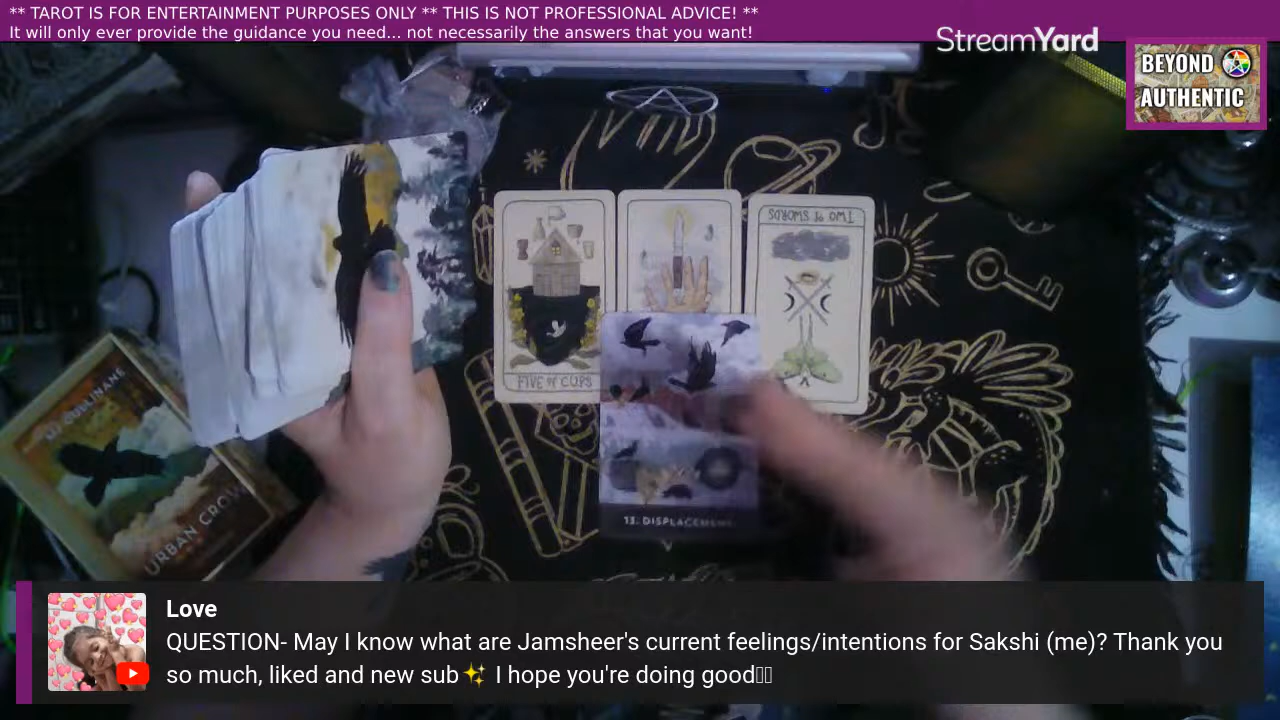 ** TAROT IS FOR ENTERTAINMENT PURPOSES ONLY ** THIS IS NOT PROFESSIONAL ADVICE! **
It will only ever provide the guidance you need... not necessarily the answers that you want!
StreamYard
BEYOND
AUTHENTIC
TWO OF SWORDS
FIVE OF CUPS
MJ CULLINANE
URBAN CROW
13. DISPLACEMENT
Love
QUESTION- May I know what are Jamsheer's current feelings/intentions for Sakshi (me)? Thank you
so much, liked and new sub✨ I hope you're doing good